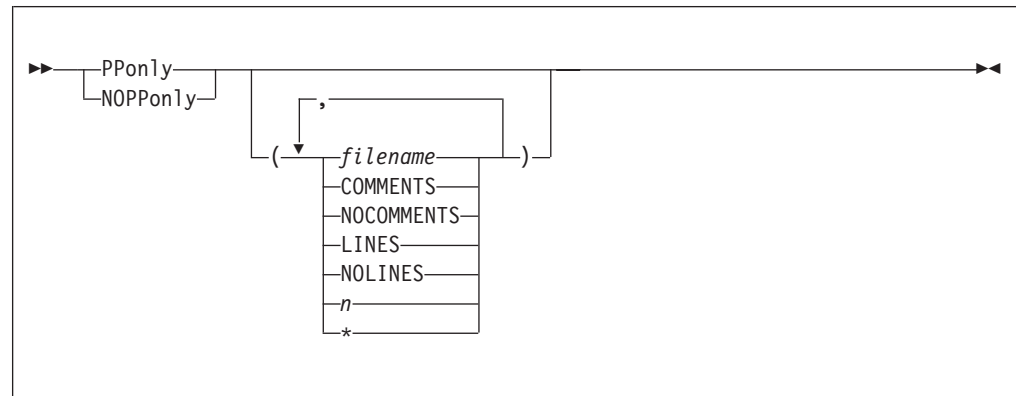 PPonly
NOPPonly
,
( filename )
COMMENTS
NOCOMMENTS
LINES
NOLINES
n
*